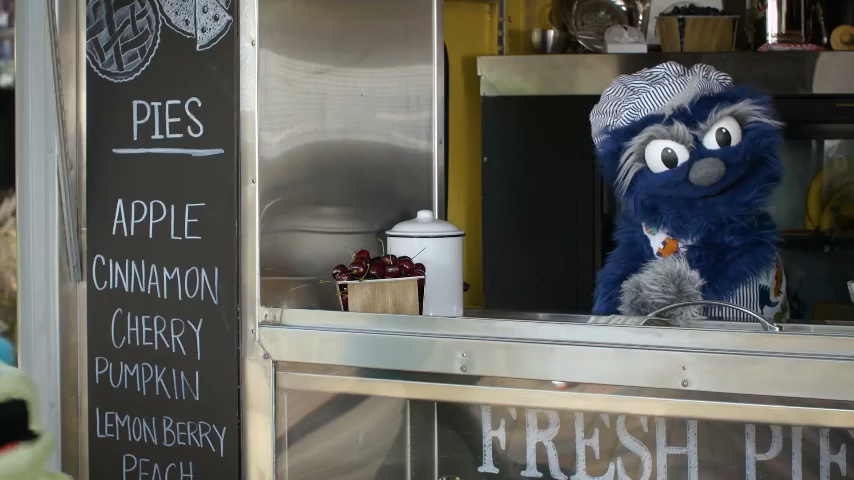 PIES
APPLE
CINNAMON
CHERRY
PUMPKIN
LEMON BERRY
PEACH
FRESH PIE